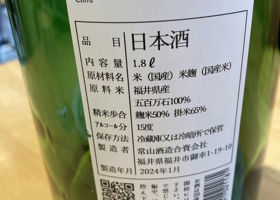 品目 日本酒
内容量 1.8ℓ
原材料名 米（国産）米麹（国産米）
原料米 福井県産
五百万石100%
精米歩合 麹米50% 掛米65%
アルコール分 15度
保存方法 冷蔵庫又は冷暗所で保管
製造者 常山酒造合資会社
福井県福井市御幸1-19-10
製造年月 2024年1月
お酒は20